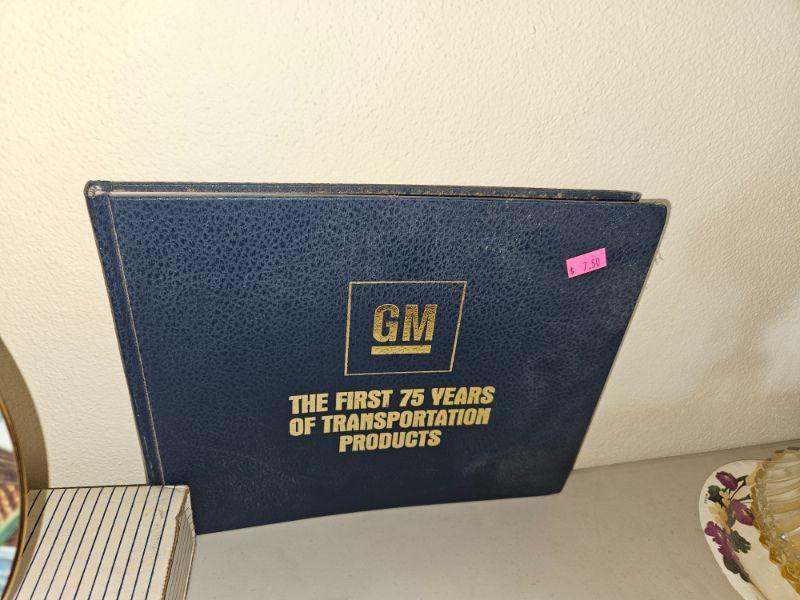 $ 7.50
GM
THE FIRST 75 YEARS
OF TRANSPORTATION
PRODUCTS